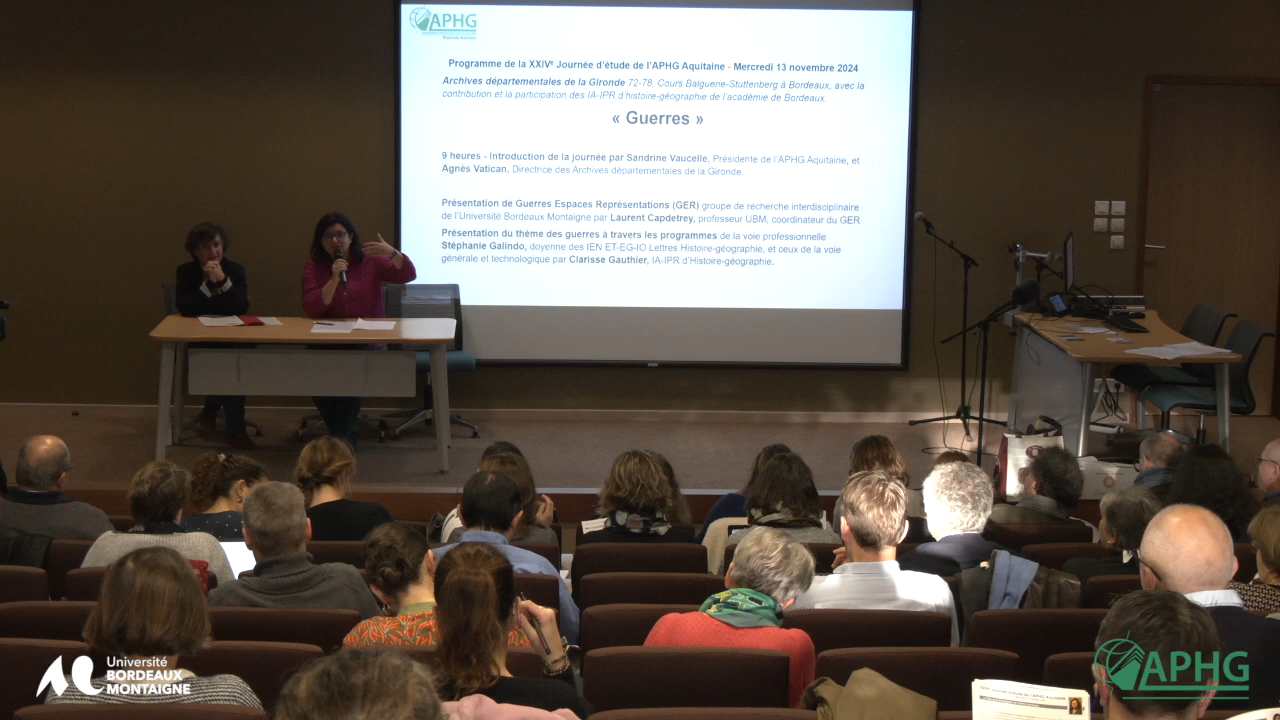 APHG
Programme de la XXIVe Journée d'étude de l'APHG Aquitaine - Mercredi 13 novembre 2024
Archives départementales de la Gironde 72-78, Cours Balguerie-Stuttenberg à Bordeaux, avec la
contribution et la participation des IA-IPR d'histoire-géographie de l'académie de Bordeaux.
« Guerres »
9 heures - Introduction de la journée par Sandrine Vaucelle, Présidente de l'APHG Aquitaine, et
Agnès Vatican, Directrice des Archives départementales de la Gironde.
Présentation de Guerres Espaces Représentations (GER) groupe de recherche interdisciplinaire
de l'Université Bordeaux Montaigne par Laurent Capdetrey, professeur UBM, coordinateur du GER
Présentation du thème des guerres à travers les programmes de la voie professionnelle
Stéphanie Galindo, doyenne des IEN ET-EG-IO Lettres Histoire-géographie, et ceux de la voie
générale et technologique par Clarisse Gauthier, IA-IPR d'Histoire-géographie.
Université
BORDEAUX
MONTAIGNE
APHG